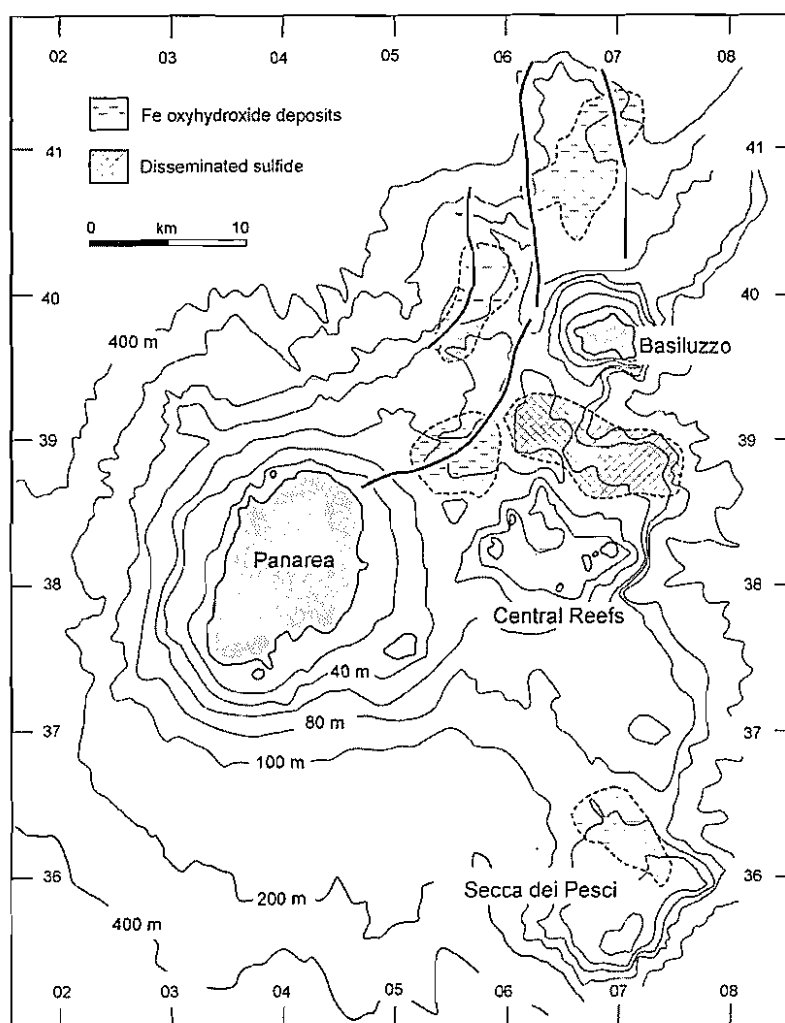 02 03 04 05 06 07 08
Fe oxyhydroxide deposits
41 41
Disseminated sulfide
0 km 10
40 40
400 m
Basiluzzo
39 39
Panarea
38 38
Central Reefs
40 m
37 80 m 37
100 m
36 36
Secca dei Pesci
200 m
400 m
02 03 04 05 06 07 08